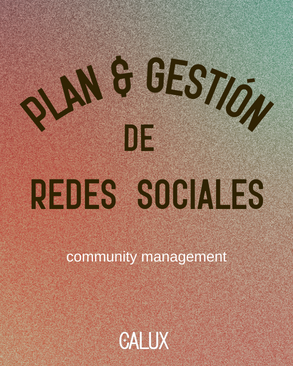 PLAN & GESTIÓN
DE
REDES SOCIALES
community management
CALUX